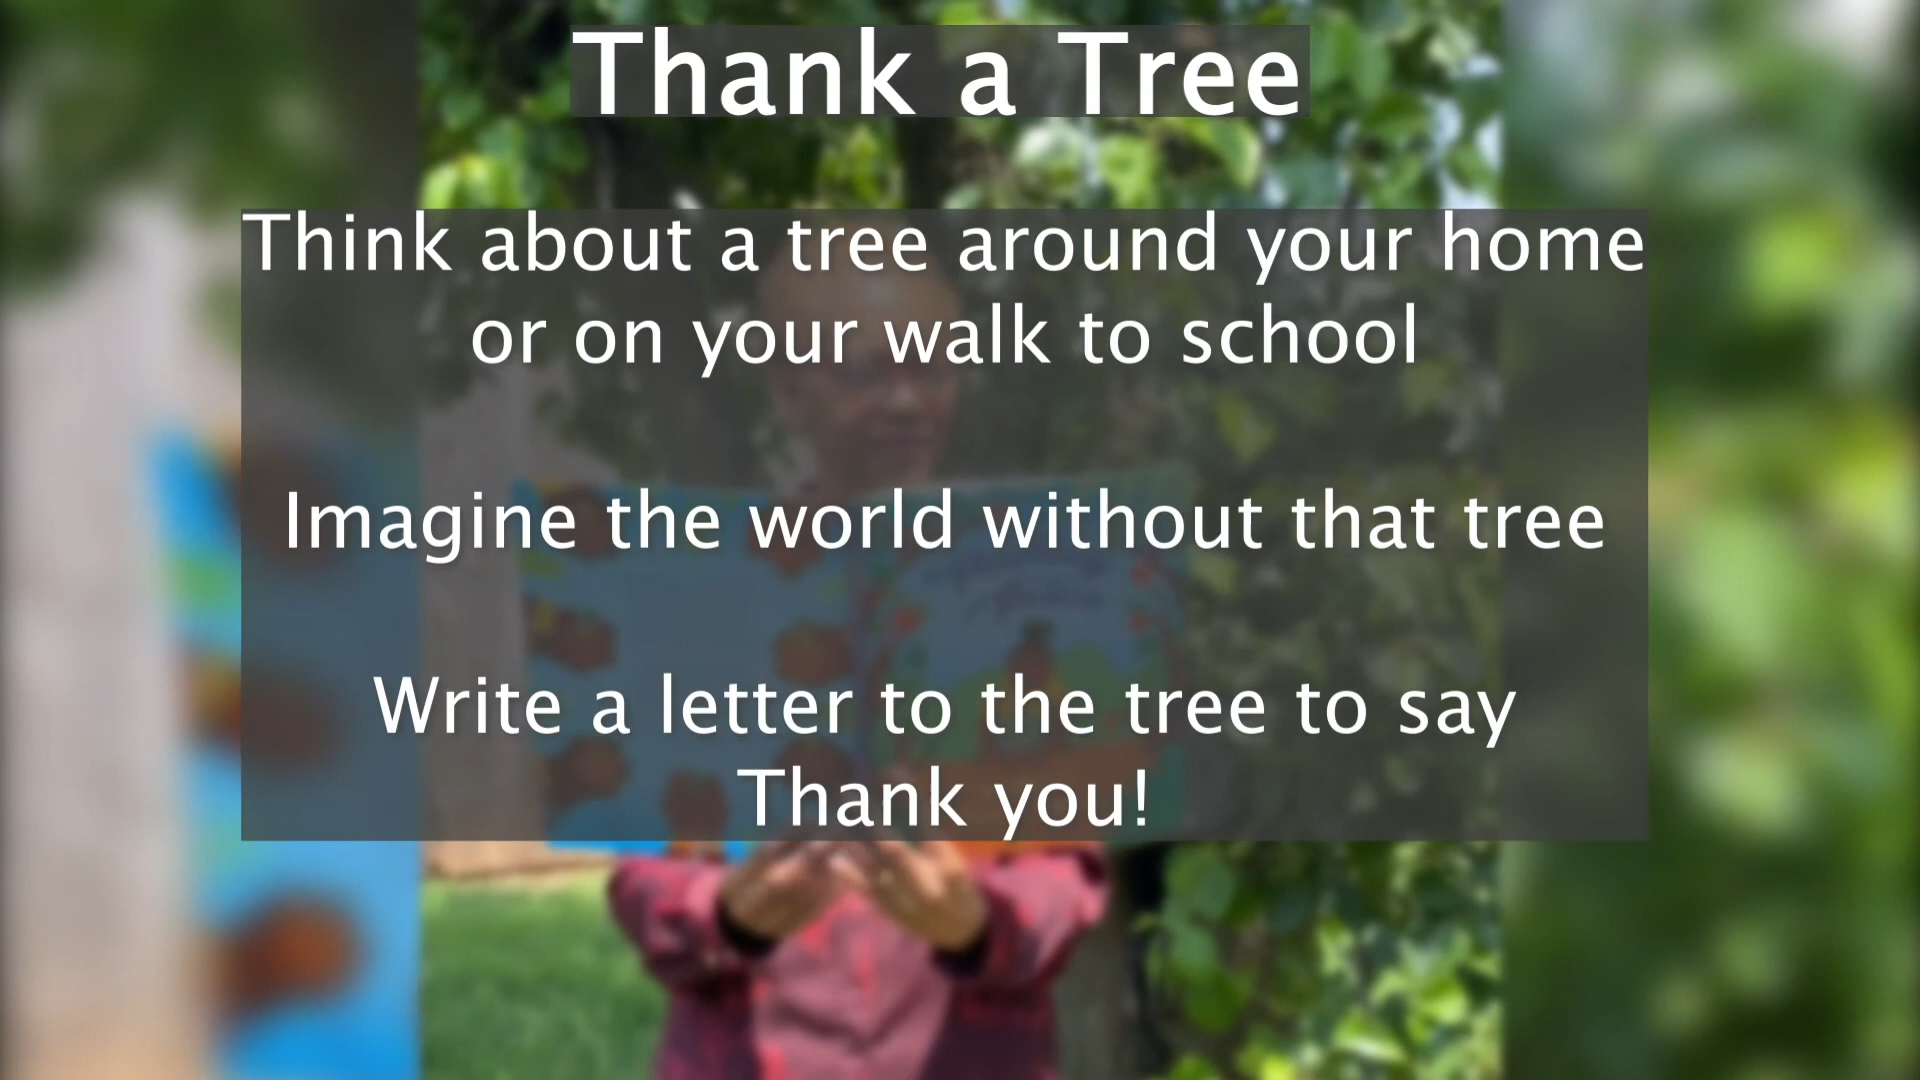 Thank a Tree
Think about a tree around your home
or on your walk to school
Imagine the world without that tree
Write a letter to the tree to say
Thank you!